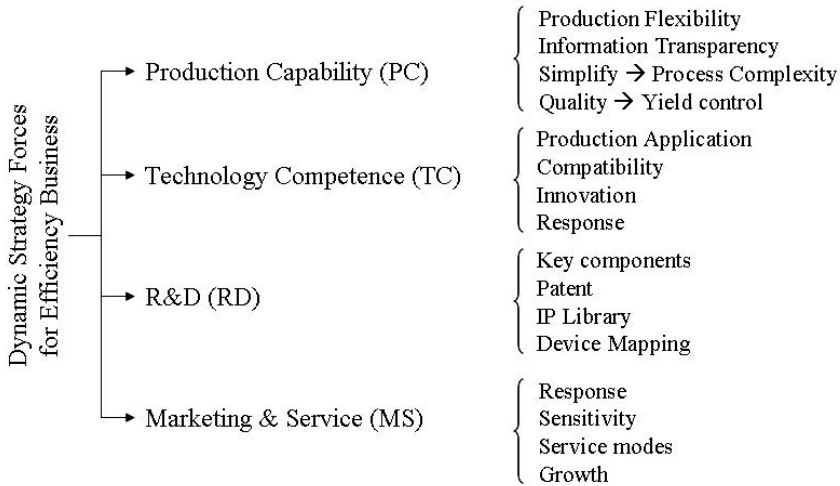 Dynamic Strategy Forces
for Efficiency Business
Production Capability (PC)
Production Flexibility
Information Transparency
Simplify → Process Complexity
Quality → Yield control
Technology Competence (TC)
Production Application
Compatibility
Innovation
Response
R&D (RD)
Key components
Patent
IP Library
Device Mapping
Marketing & Service (MS)
Response
Sensitivity
Service modes
Growth